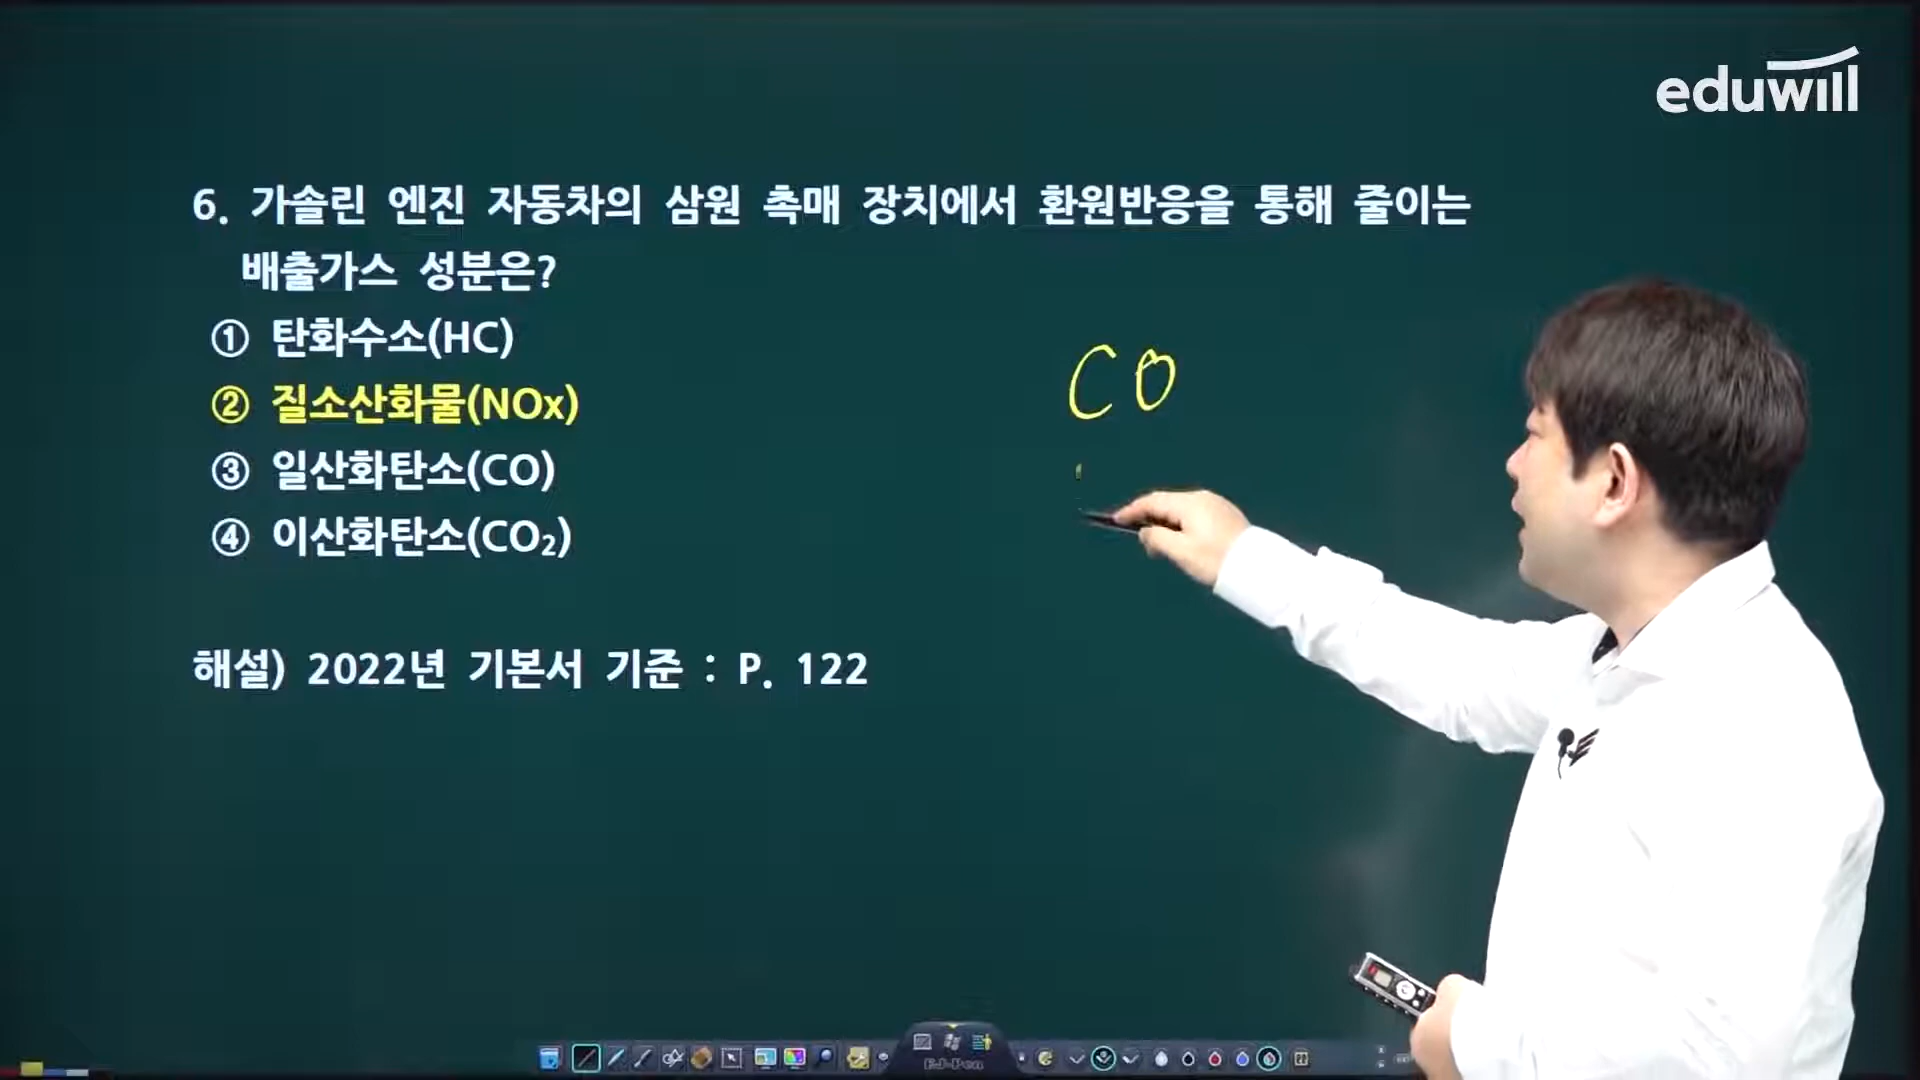 eduwill
6. 가솔린 엔진 자동차의 삼원 촉매 장치에서 환원반응을 통해 줄이는
배출가스 성분은?
① 탄화수소(HC)
② 질소산화물(NOx)
③ 일산화탄소(CO)
④ 이산화탄소(CO₂)
CO
해설) 2022년 기본서 기준 : P. 122